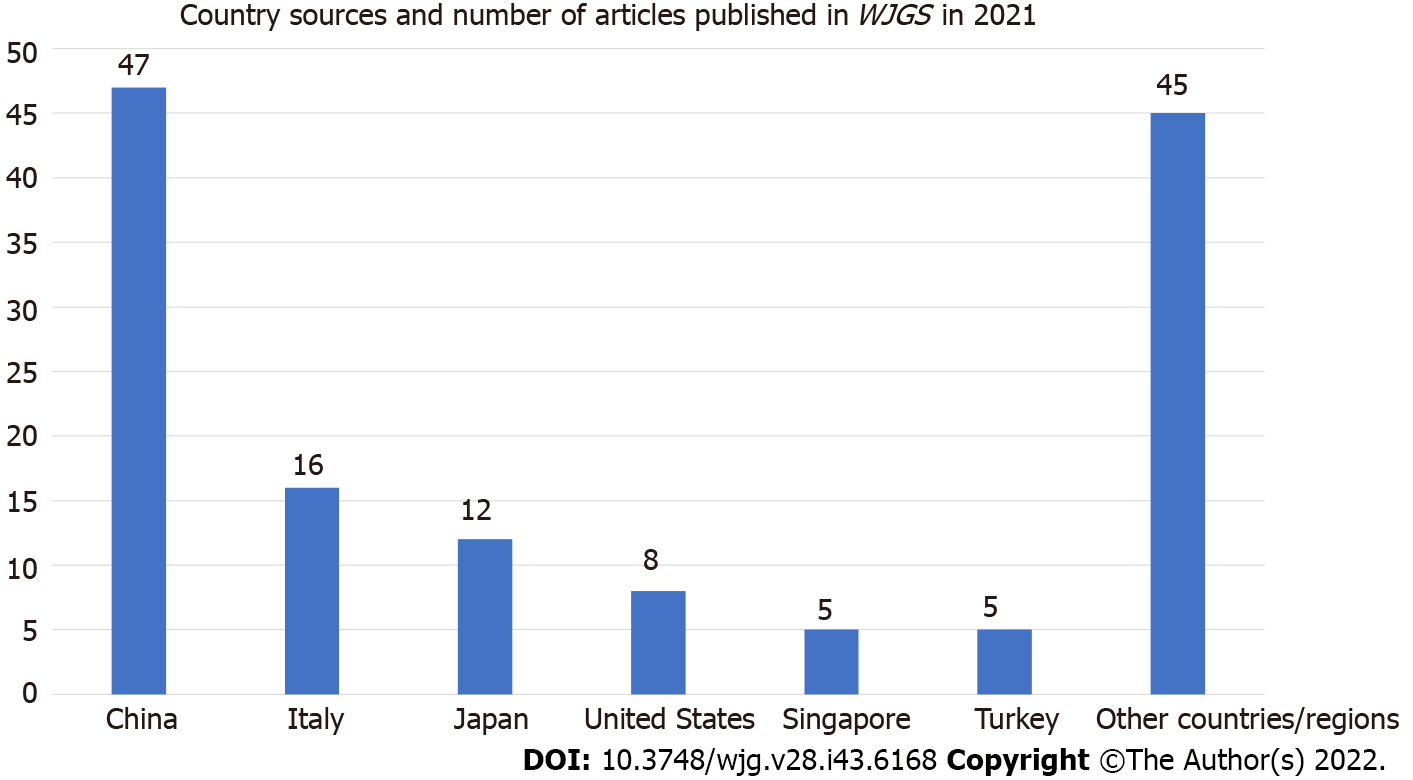 Country sources and number of articles published in WJGS in 2021
50
45
40
35
30
25
20
15
10
5
0
47
16
12
8
5
5
45
China
Italy
Japan
United States
Singapore
Turkey
Other countries/regions
DOI: 10.3748/wjg.v28.i43.6168 Copyright ©The Author(s) 2022.